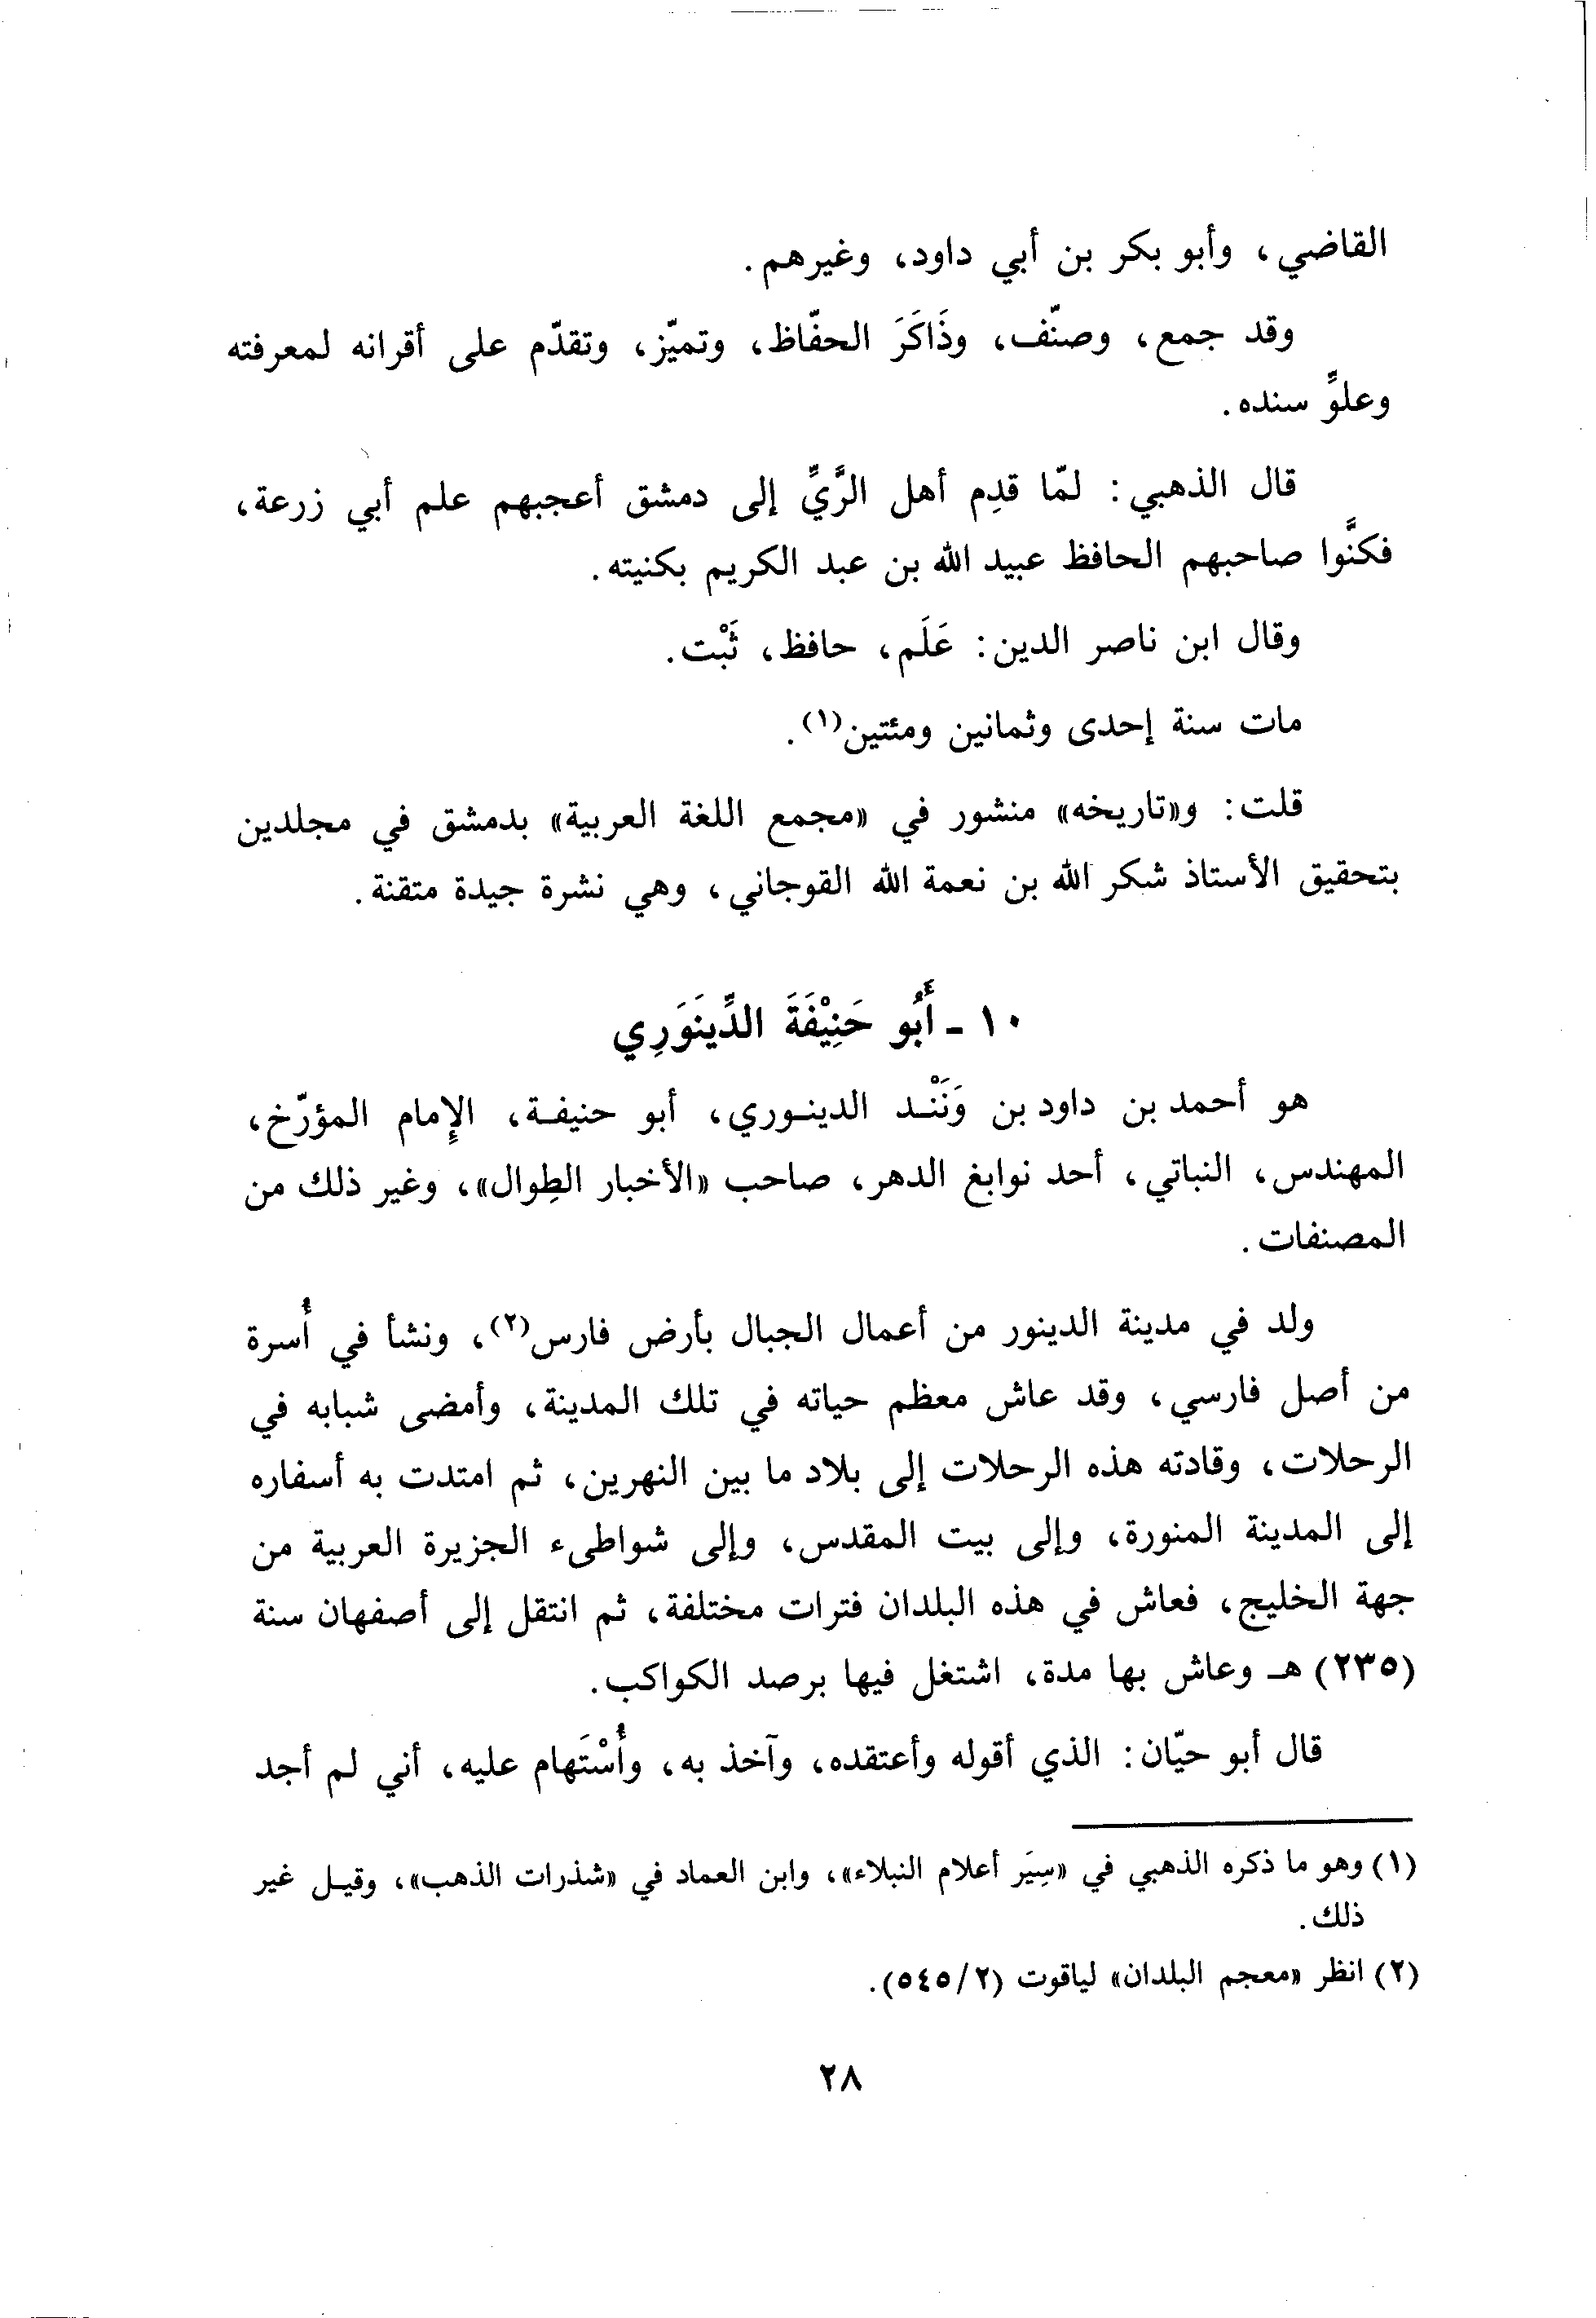 القاضي، وأبو بكر بن أبي داود، وغيرهم.
وقد جمع، وصنّف، وذَاكَرَ الحفّاظ، وتميّز، وتقدّم على أقرانه لمعرفته
وعلوِّ سنده.
قال الذهبي: لمّا قدِم أهل الرَّيِّ إلى دمشق أعجبهم علم أبي زرعة،
فكنَّوا صاحبهم الحافظ عبيد الله بن عبد الكريم بكنيته.
وقال ابن ناصر الدين: عَلَم، حافظ، ثَبْت.
مات سنة إحدى وثمانين ومئتين(١).
قلت: و«تاريخه» منشور في «مجمع اللغة العربية» بدمشق في مجلدين
بتحقيق الأستاذ شكر الله بن نعمة الله القوجاني، وهي نشرة جيدة متقنة.
١٠ - أَبُو حَنِيْفَةَ الدِّينَوَرِي
هو أحمد بن داود بن وَنَنْد الدينوري، أبو حنيفة، الإِمام المؤرّخ،
المهندس، النباتي، أحد نوابغ الدهر، صاحب «الأخبار الطِوال»، وغير ذلك من
المصنفات.
ولد في مدينة الدينور من أعمال الجبال بأرض فارس(٢)، ونشأ في أُسرة
من أصل فارسي، وقد عاش معظم حياته في تلك المدينة، وأمضى شبابه في
الرحلات، وقادته هذه الرحلات إلى بلاد ما بين النهرين، ثم امتدت به أسفاره
إلى المدينة المنورة، وإلى بيت المقدس، وإلى شواطىء الجزيرة العربية من
جهة الخليج، فعاش في هذه البلدان فترات مختلفة، ثم انتقل إلى أصفهان سنة
(٢٣٥) هـ وعاش بها مدة، اشتغل فيها برصد الكواكب.
قال أبو حيّان: الذي أقوله وأعتقده، وآخذ به، وأُسْتَهام عليه، أني لم أجد
(١) وهو ما ذكره الذهبي في «سِيَر أعلام النبلاء»، وابن العماد في «شذرات الذهب»، وقيل غير
ذلك.
(٢) انظر «معجم البلدان» لياقوت (٢/ ٥٤٥).
٢٨